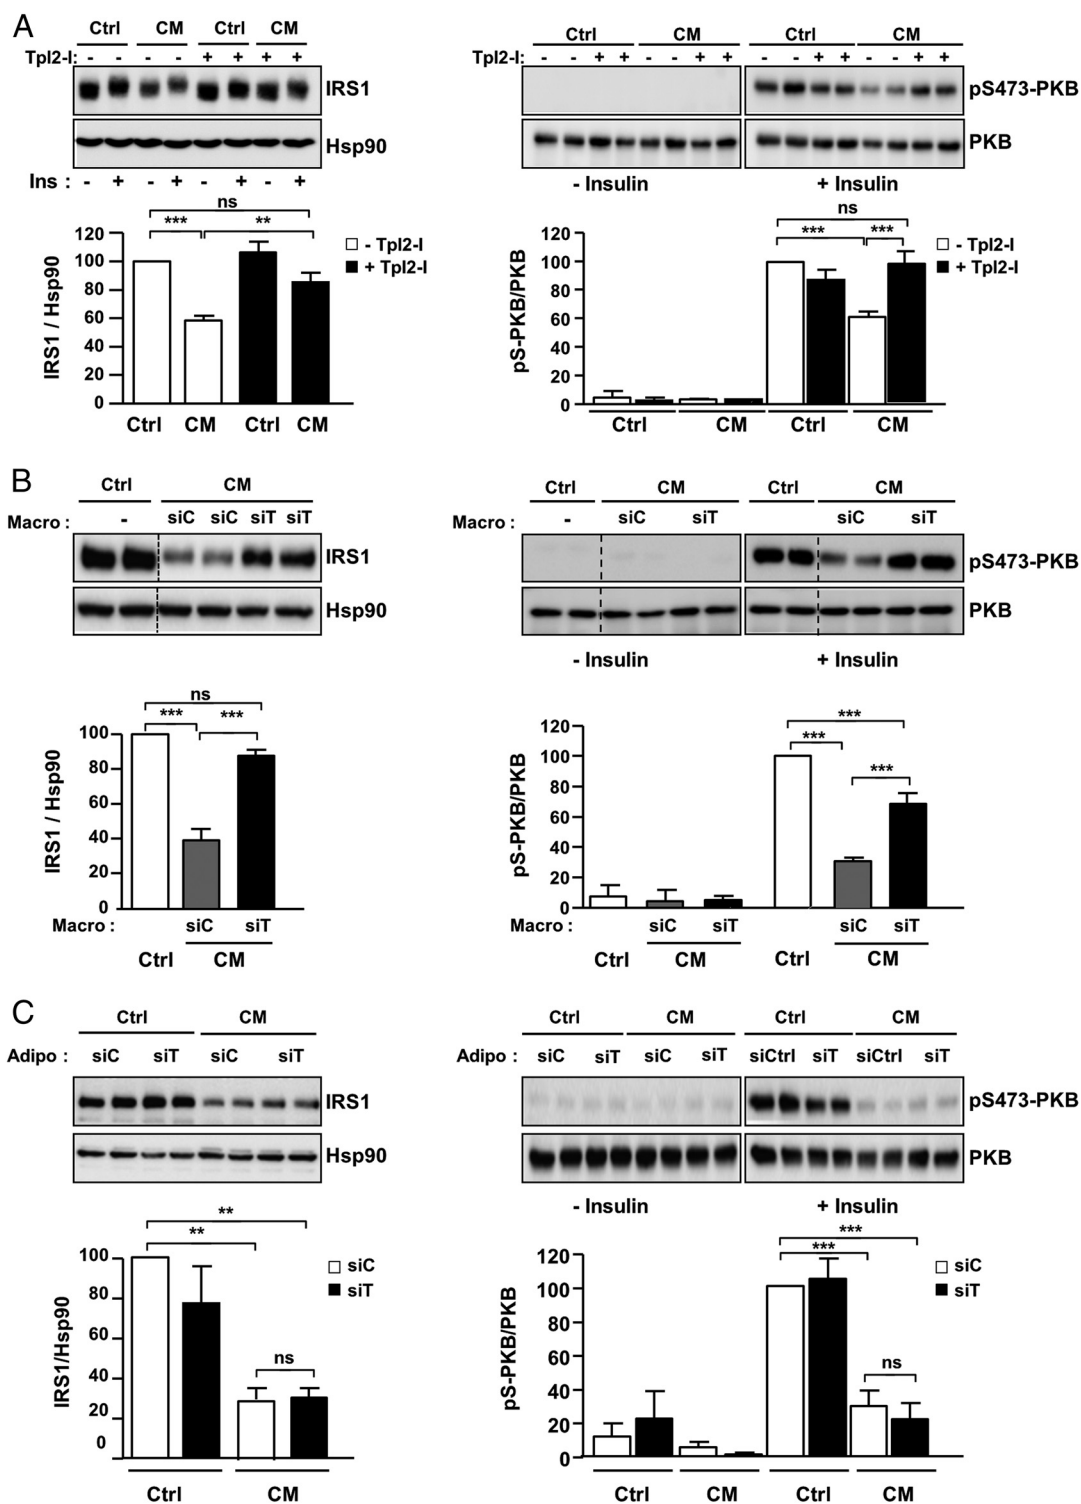 A
Ctrl CM Ctrl CM
Tpl2-I: - - - - + + + +
IRS1
Hsp90
Ins : - + - + - + - +
ns
*** **
120
100
80
60
40
20
0
IRS1 / Hsp90
- Tpl2-I
+ Tpl2-I
Ctrl CM Ctrl CM
Ctrl CM Ctrl CM
Tpl2-I: - - + + - - + + - - + + - - + +
pS473-PKB
PKB
- Insulin + Insulin
ns
*** ***
120
100
80
60
40
20
0
pS-PKB/PKB
- Tpl2-I
+ Tpl2-I
Ctrl CM Ctrl CM
B
Ctrl CM
Macro : - siC siC siT siT
IRS1
Hsp90
ns
*** ***
100
80
60
40
20
0
IRS1 / Hsp90
Macro : siC siT
Ctrl CM
Ctrl CM Ctrl CM
Macro : - siC siT siC siT
pS473-PKB
PKB
- Insulin + Insulin
***
***
***
120
100
80
60
40
20
0
pS-PKB/PKB
Macro : siC siT siC siT
Ctrl CM Ctrl CM
C
Ctrl CM
Adipo : siC siT siC siT
IRS1
Hsp90
**
**
ns
100
80
60
40
20
0
IRS1/Hsp90
siC
siT
Ctrl CM
Ctrl CM Ctrl CM
Adipo : siC siT siC siT siCtrl siT siCtrl siT
pS473-PKB
PKB
- Insulin + Insulin
***
***
ns
120
100
80
60
40
20
0
pS-PKB/PKB
siC
siT
Ctrl CM Ctrl CM